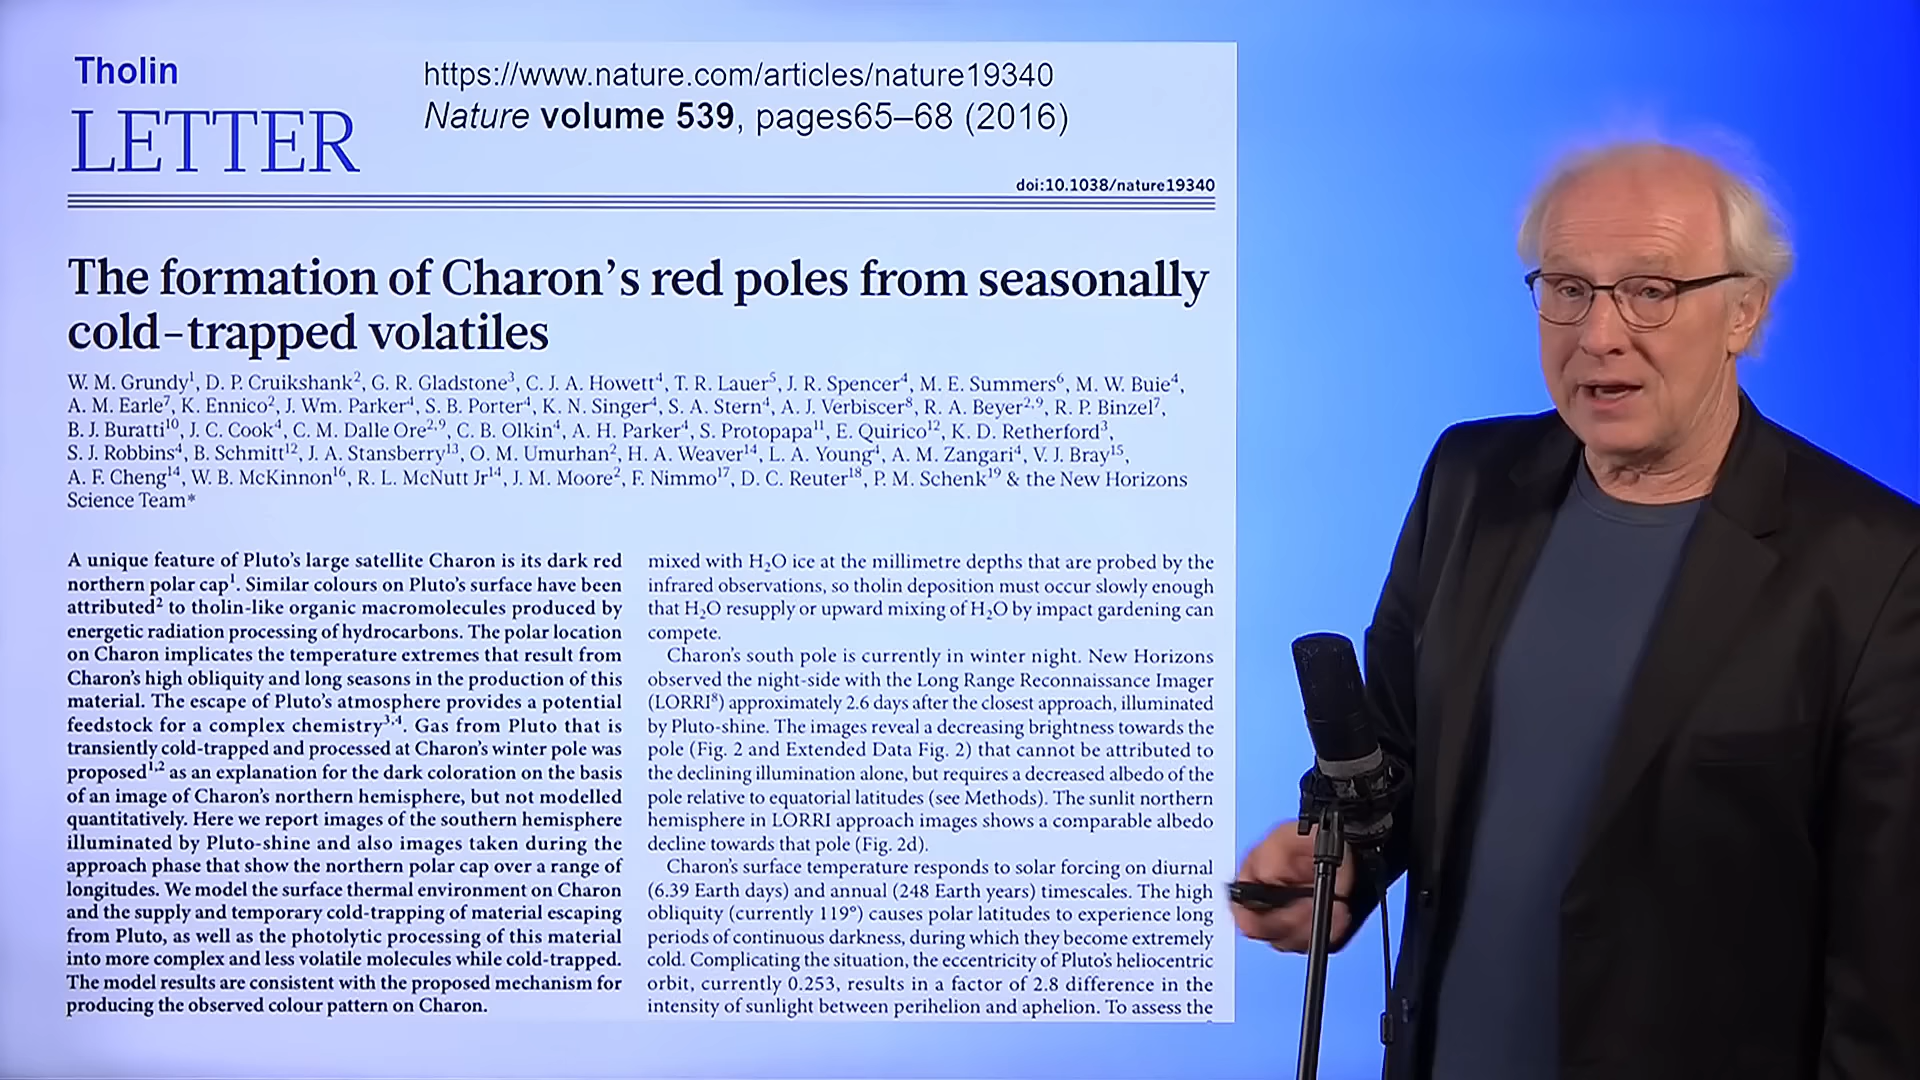 Tholin
https://www.nature.com/articles/nature19340
LETTER
Nature volume 539, pages65–68 (2016)
doi:10.1038/nature19340
The formation of Charon’s red poles from seasonally
cold-trapped volatiles
W. M. Grundy¹, D. P. Cruikshank², G. R. Gladstone³, C. J. A. Howett⁴, T. R. Lauer⁵, J. R. Spencer⁴, M. E. Summers⁶, M. W. Buie⁴,
A. M. Earle⁷, K. Ennico², J. Wm. Parker⁴, S. B. Porter⁴, K. N. Singer⁴, S. A. Stern⁴, A. J. Verbiscer⁸, R. A. Beyer²,⁹, R. P. Binzel⁷,
B. J. Buratti¹⁰, J. C. Cook⁴, C. M. Dalle Ore²,⁹, C. B. Olkin⁴, A. H. Parker⁴, S. Protopapa¹¹, E. Quirico¹², K. D. Retherford³,
S. J. Robbins⁴, B. Schmitt¹², J. A. Stansberry¹³, O. M. Umurhan², H. A. Weaver¹⁴, L. A. Young⁴, A. M. Zangari⁴, V. J. Bray¹⁵,
A. F. Cheng¹⁴, W. B. McKinnon¹⁶, R. L. McNutt Jr¹⁴, J. M. Moore², F. Nimmo¹⁷, D. C. Reuter¹⁸, P. M. Schenk¹⁹ & the New Horizons
Science Team*
A unique feature of Pluto’s large satellite Charon is its dark red
northern polar cap¹. Similar colours on Pluto’s surface have been
attributed² to tholin-like organic macromolecules produced by
energetic radiation processing of hydrocarbons. The polar location
on Charon implicates the temperature extremes that result from
Charon’s high obliquity and long seasons in the production of this
material. The escape of Pluto’s atmosphere provides a potential
feedstock for a complex chemistry³,⁴. Gas from Pluto that is
transiently cold-trapped and processed at Charon’s winter pole was
proposed¹,² as an explanation for the dark coloration on the basis
of an image of Charon’s northern hemisphere, but not modelled
quantitatively. Here we report images of the southern hemisphere
illuminated by Pluto-shine and also images taken during the
approach phase that show the northern polar cap over a range of
longitudes. We model the surface thermal environment on Charon
and the supply and temporary cold-trapping of material escaping
from Pluto, as well as the photolytic processing of this material
into more complex and less volatile molecules while cold-trapped.
The model results are consistent with the proposed mechanism for
producing the observed colour pattern on Charon.
mixed with H₂O ice at the millimetre depths that are probed by the
infrared observations, so tholin deposition must occur slowly enough
that H₂O resupply or upward mixing of H₂O by impact gardening can
compete.
Charon’s south pole is currently in winter night. New Horizons
observed the night-side with the Long Range Reconnaissance Imager
(LORRI⁸) approximately 2.6 days after the closest approach, illuminated
by Pluto-shine. The images reveal a decreasing brightness towards the
pole (Fig. 2 and Extended Data Fig. 2) that cannot be attributed to
the declining illumination alone, but requires a decreased albedo of the
pole relative to equatorial latitudes (see Methods). The sunlit northern
hemisphere in LORRI approach images shows a comparable albedo
decline towards that pole (Fig. 2d).
Charon’s surface temperature responds to solar forcing on diurnal
(6.39 Earth days) and annual (248 Earth years) timescales. The high
obliquity (currently 119°) causes polar latitudes to experience long
periods of continuous darkness, during which they become extremely
cold. Complicating the situation, the eccentricity of Pluto’s heliocentric
orbit, currently 0.253, results in a factor of 2.8 difference in the
intensity of sunlight between perihelion and aphelion. To assess the